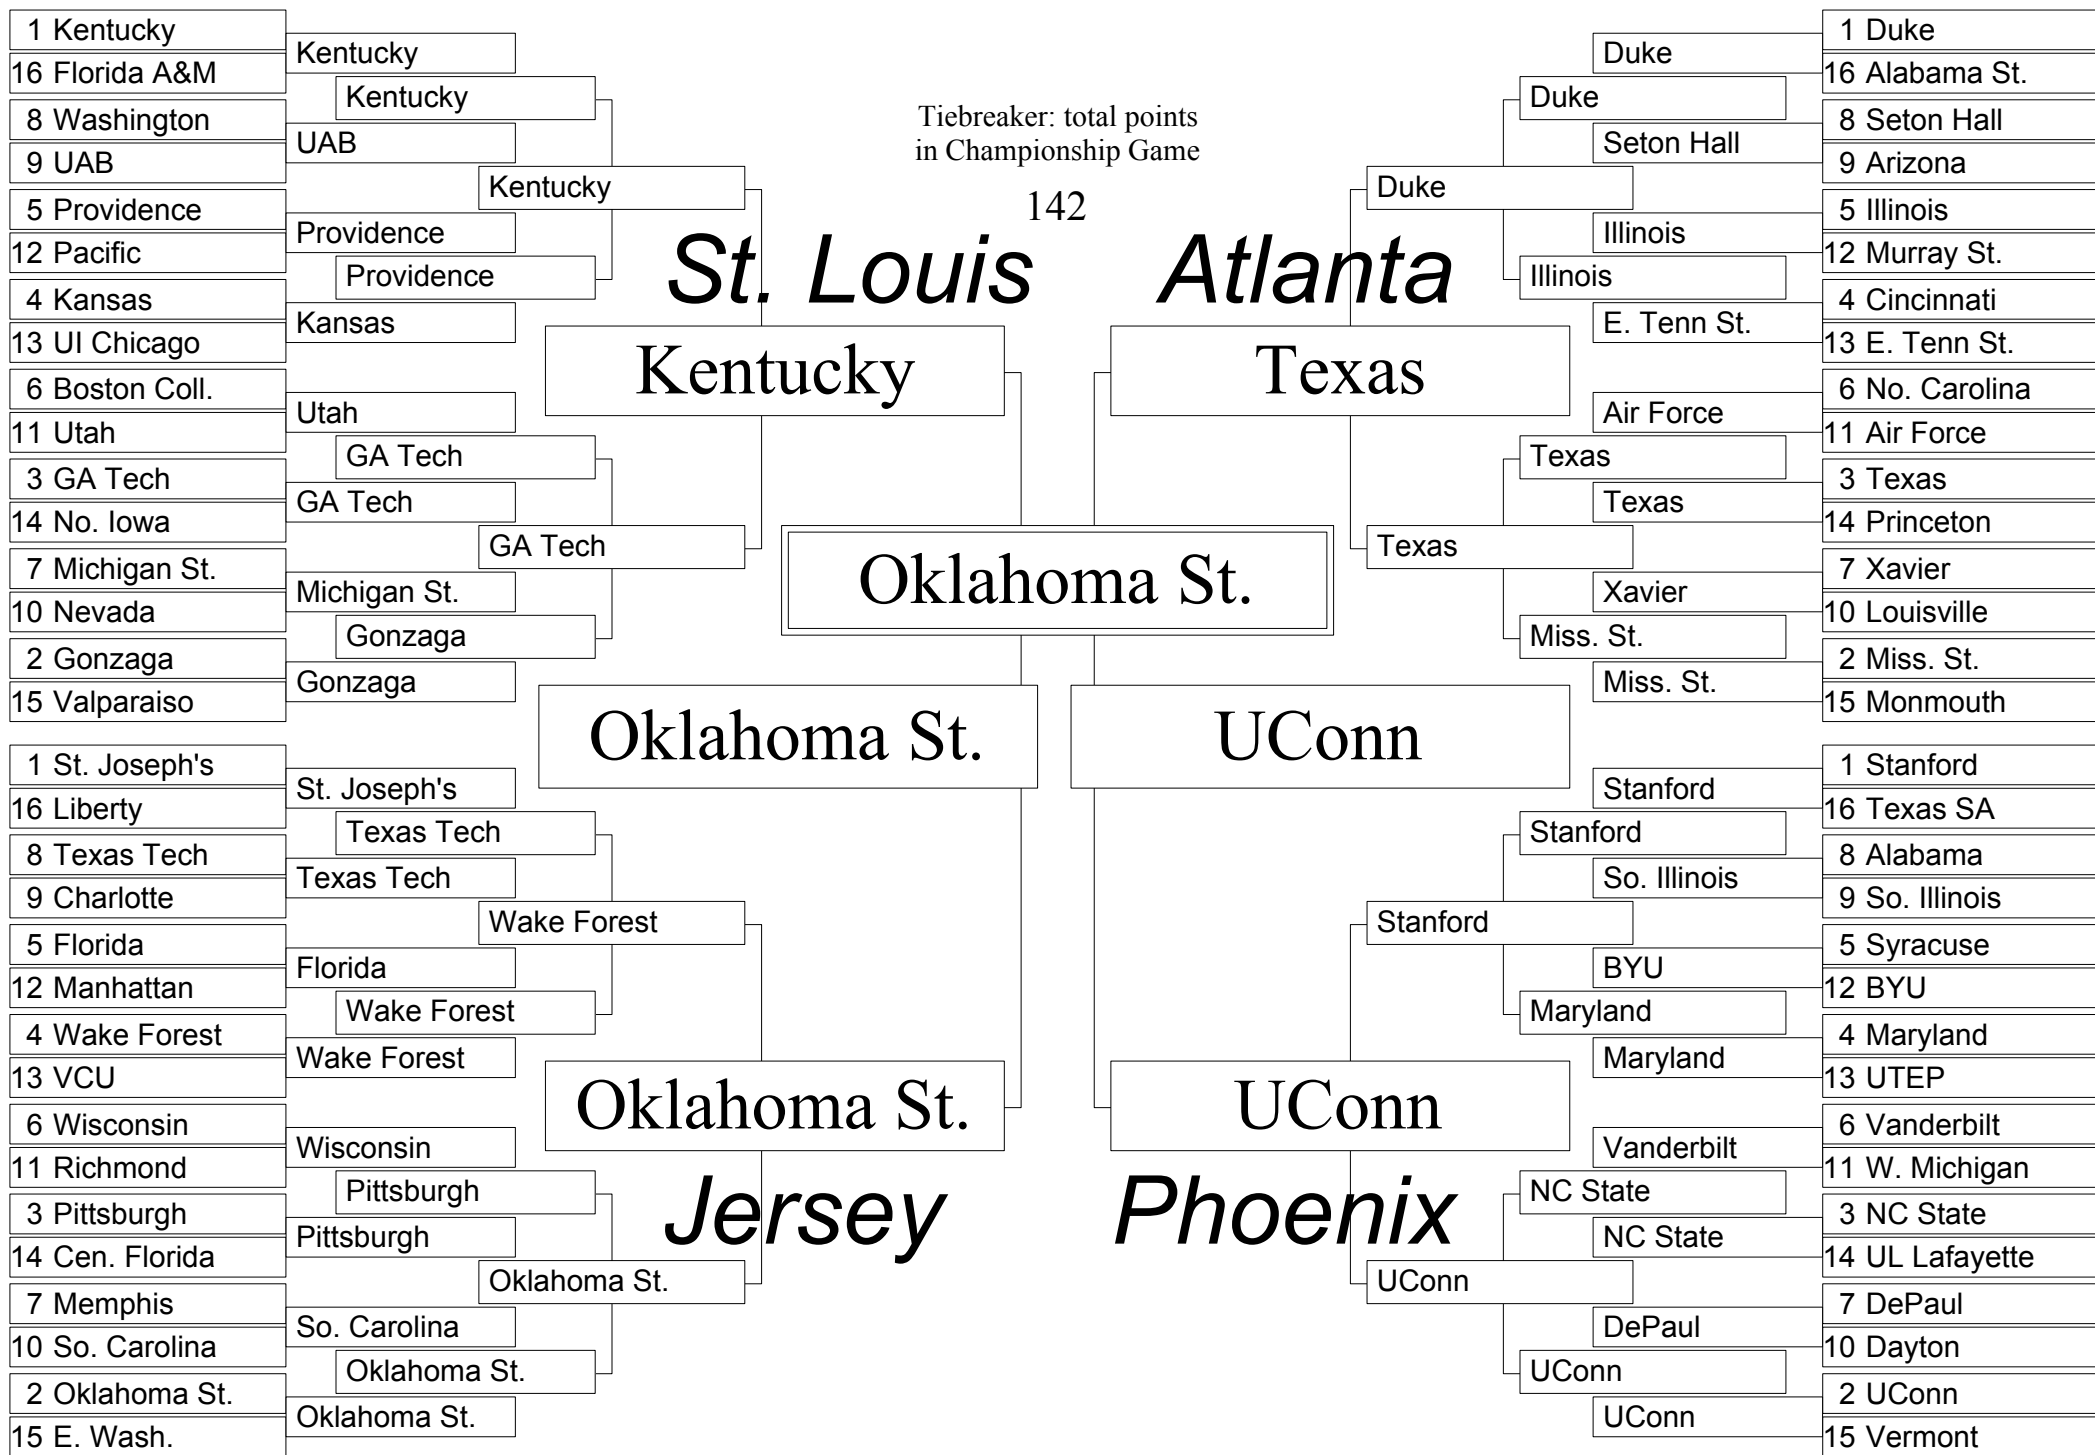 1 Kentucky
16 Florida A&M
8 Washington
9 UAB
5 Providence
12 Pacific
4 Kansas
13 UI Chicago
6 Boston Coll.
11 Utah
3 GA Tech
14 No. Iowa
7 Michigan St.
10 Nevada
2 Gonzaga
15 Valparaiso
Kentucky
UAB
Providence
Kansas
Utah
GA Tech
Michigan St.
Gonzaga
Kentucky
Providence
GA Tech
Gonzaga
Kentucky
GA Tech
St. Louis
Kentucky
1 St. Joseph's
16 Liberty
8 Texas Tech
9 Charlotte
5 Florida
12 Manhattan
4 Wake Forest
13 VCU
6 Wisconsin
11 Richmond
3 Pittsburgh
14 Cen. Florida
7 Memphis
10 So. Carolina
2 Oklahoma St.
15 E. Wash.
St. Joseph's
Texas Tech
Florida
Wake Forest
Wisconsin
Pittsburgh
So. Carolina
Oklahoma St.
Texas Tech
Wake Forest
Pittsburgh
Oklahoma St.
Wake Forest
Oklahoma St.
Oklahoma St.
Jersey
Tiebreaker: total points
in Championship Game
142
Oklahoma St.
Oklahoma St.
UConn
Atlanta
Texas
Duke
Texas
Duke
Illinois
Texas
Miss. St.
Duke
Seton Hall
Illinois
E. Tenn St.
Air Force
Texas
Xavier
Miss. St.
1 Duke
16 Alabama St.
8 Seton Hall
9 Arizona
5 Illinois
12 Murray St.
4 Cincinnati
13 E. Tenn St.
6 No. Carolina
11 Air Force
3 Texas
14 Princeton
7 Xavier
10 Louisville
2 Miss. St.
15 Monmouth
UConn
Phoenix
Stanford
UConn
Stanford
Maryland
NC State
UConn
Stanford
So. Illinois
BYU
Maryland
Vanderbilt
NC State
DePaul
UConn
1 Stanford
16 Texas SA
8 Alabama
9 So. Illinois
5 Syracuse
12 BYU
4 Maryland
13 UTEP
6 Vanderbilt
11 W. Michigan
3 NC State
14 UL Lafayette
7 DePaul
10 Dayton
2 UConn
15 Vermont